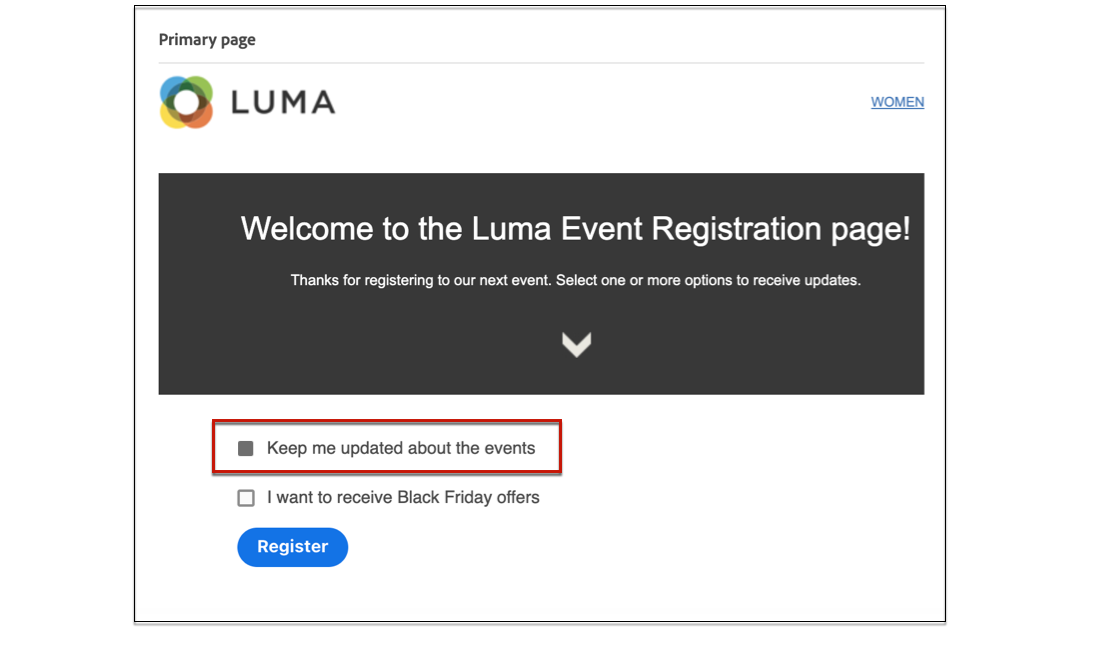 Primary page
LUMA
WOMEN
Welcome to the Luma Event Registration page!
Thanks for registering to our next event. Select one or more options to receive updates.
Keep me updated about the events
I want to receive Black Friday offers
Register